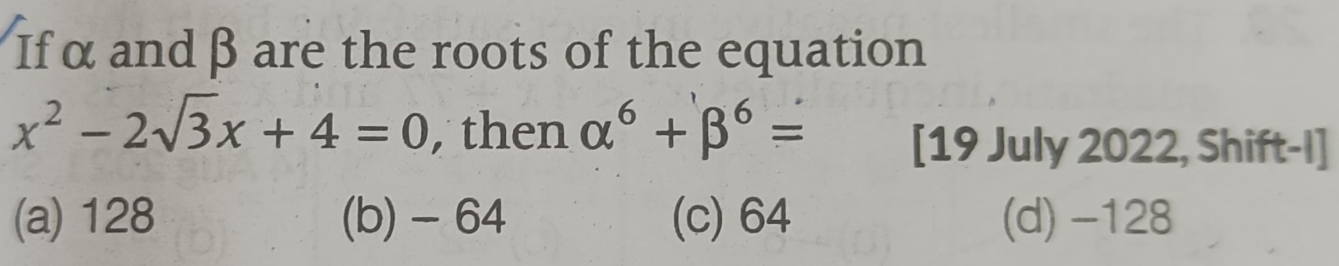 If α and β are the roots of the equation
x² – 2√3x + 4 = 0, then α⁶ + β⁶ = [19 July 2022, Shift-I]
(a) 128 (b) – 64 (c) 64 (d) –128